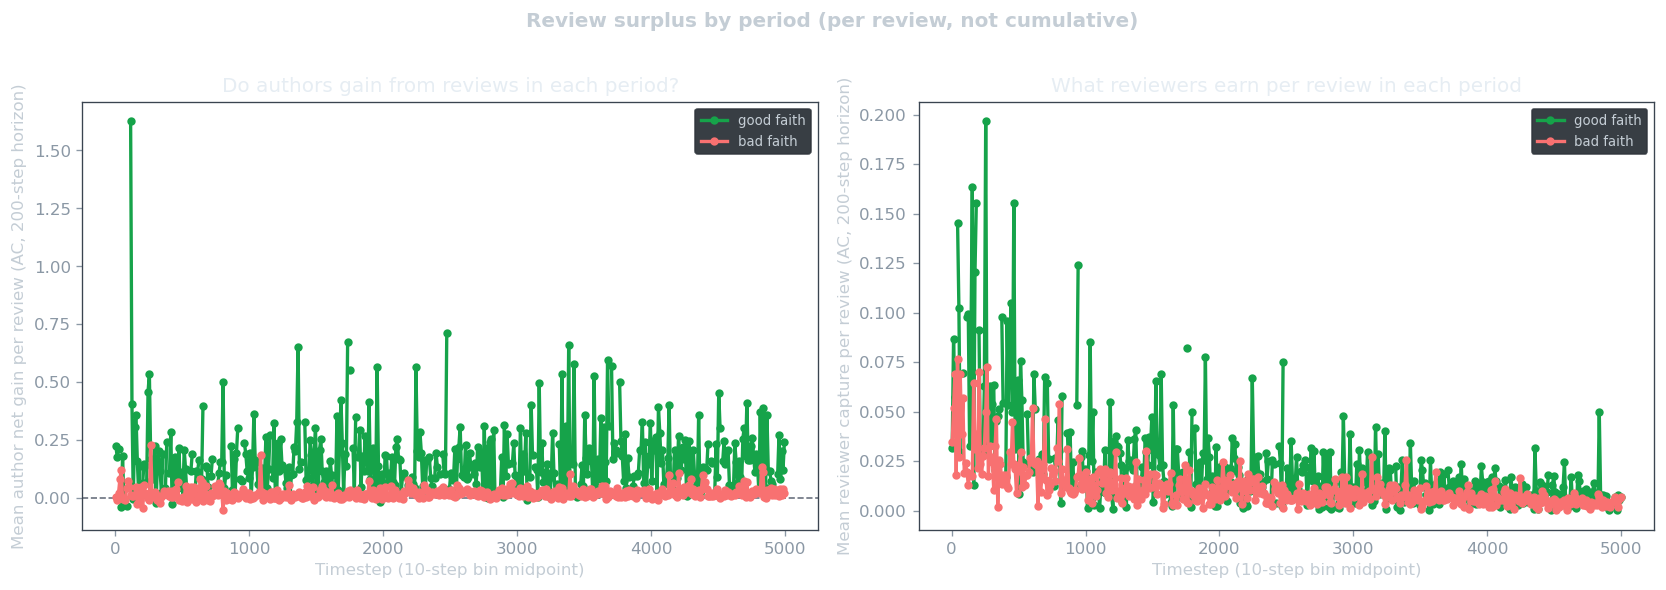 Review surplus by period (per review, not cumulative)
Do authors gain from reviews in each period?
Mean author net gain per review (AC, 200-step horizon)
1.50
1.25
1.00
0.75
0.50
0.25
0.00
good faith
bad faith
0
1000
2000
3000
4000
5000
Timestep (10-step bin midpoint)
What reviewers earn per review in each period
Mean reviewer capture per review (AC, 200-step horizon)
0.200
0.175
0.150
0.125
0.100
0.075
0.050
0.025
0.000
good faith
bad faith
0
1000
2000
3000
4000
5000
Timestep (10-step bin midpoint)